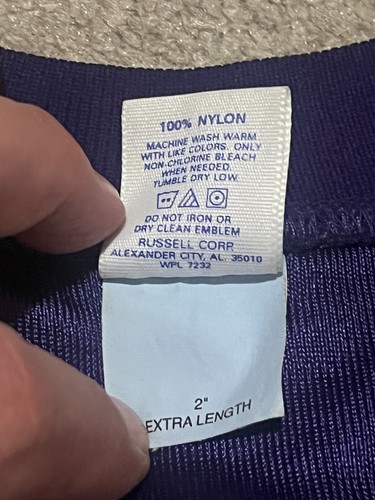 100% NYLON
MACHINE WASH WARM
WITH LIKE COLORS. ONLY
NON-CHLORINE BLEACH
WHEN NEEDED.
TUMBLE DRY LOW.
DO NOT IRON OR
DRY CLEAN EMBLEM
RUSSELL CORP.
ALEXANDER CITY, AL. 35010
WPL 7232
2"
EXTRA LENGTH